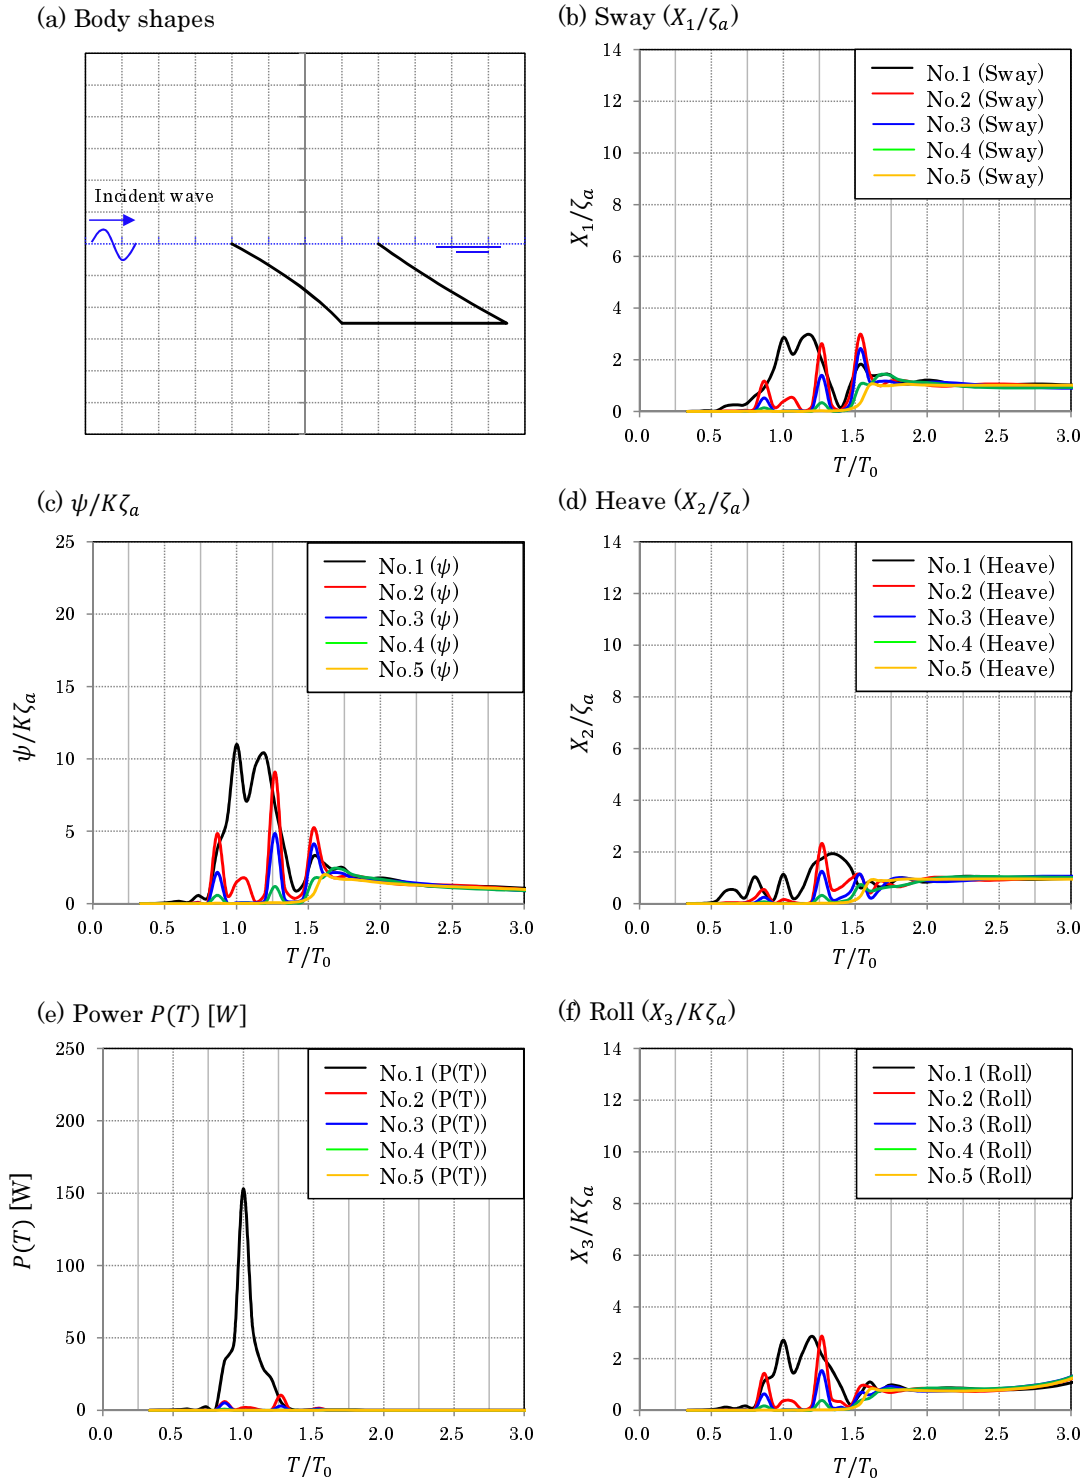 (a) Body shapes
Incident wave
(b) Sway (X₁/ζₐ)
14
12
10
8
6
4
2
0
X₁/ζₐ
No.1 (Sway)
No.2 (Sway)
No.3 (Sway)
No.4 (Sway)
No.5 (Sway)
0.0 0.5 1.0 1.5 2.0 2.5 3.0
T/T₀
(c) ψ/Kζₐ
25
20
15
10
5
0
ψ/Kζₐ
No.1 (ψ)
No.2 (ψ)
No.3 (ψ)
No.4 (ψ)
No.5 (ψ)
0.0 0.5 1.0 1.5 2.0 2.5 3.0
T/T₀
(d) Heave (X₂/ζₐ)
14
12
10
8
6
4
2
0
X₂/ζₐ
No.1 (Heave)
No.2 (Heave)
No.3 (Heave)
No.4 (Heave)
No.5 (Heave)
0.0 0.5 1.0 1.5 2.0 2.5 3.0
T/T₀
(e) Power P(T) [W]
250
200
150
100
50
0
P(T) [W]
No.1 (P(T))
No.2 (P(T))
No.3 (P(T))
No.4 (P(T))
No.5 (P(T))
0.0 0.5 1.0 1.5 2.0 2.5 3.0
T/T₀
(f) Roll (X₃/Kζₐ)
14
12
10
8
6
4
2
0
X₃/Kζₐ
No.1 (Roll)
No.2 (Roll)
No.3 (Roll)
No.4 (Roll)
No.5 (Roll)
0.0 0.5 1.0 1.5 2.0 2.5 3.0
T/T₀